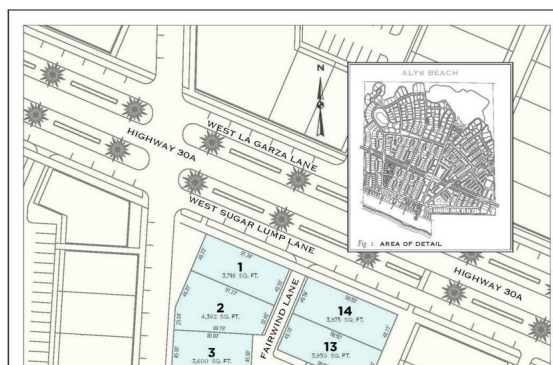 ALYS BEACH
N
WEST LA GARZA LANE
HIGHWAY 30A
WEST SUGAR LUMP LANE
Fig. 1. AREA OF DETAIL
HIGHWAY 30A
1
3,718 SQ. FT.
2
4,362 SQ. FT.
3
3,600 SQ. FT.
FAIRWIND LANE
14
3,975 SQ. FT.
13
3,950 SQ. FT.